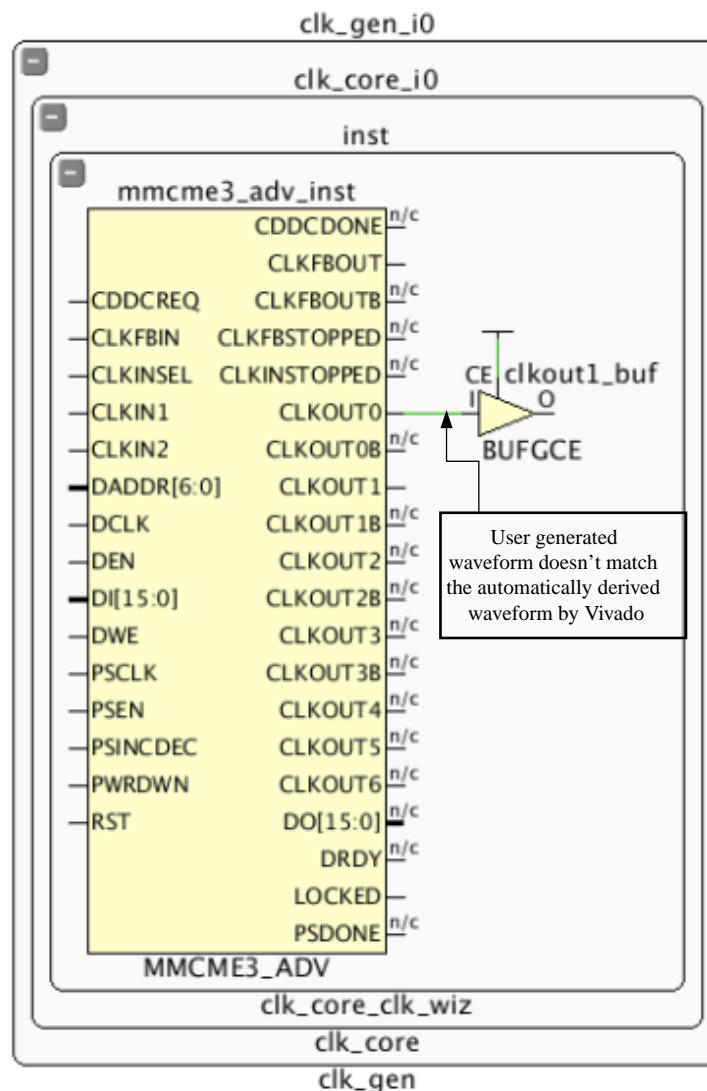 clk_gen_i0
clk_core_i0
inst
mmcme3_adv_inst
CDDCDONE n/c
CLKFBOUT
CDDCREQ CLKFBOUTB n/c
CLKFBIN CLKFBSTOPPED n/c
CLKINSEL CLKINSTOPPED n/c
CE clkout1_buf
CLKIN1 CLKOUT0 I O
CLKIN2 CLKOUT0B n/c BUFGCE
DADDR[6:0] CLKOUT1
DCLK CLKOUT1B n/c
DEN CLKOUT2 n/c
DI[15:0] CLKOUT2B n/c
DWE CLKOUT3 n/c
PSCLK CLKOUT3B n/c
PSEN CLKOUT4 n/c
PSINCDEC CLKOUT5 n/c
PWRDWN CLKOUT6 n/c
RST DO[15:0] n/c
DRDY n/c
LOCKED
PSDONE n/c
MMCME3_ADV
User generated
waveform doesn’t match
the automatically derived
waveform by Vivado
clk_core_clk_wiz
clk_core
clk_gen